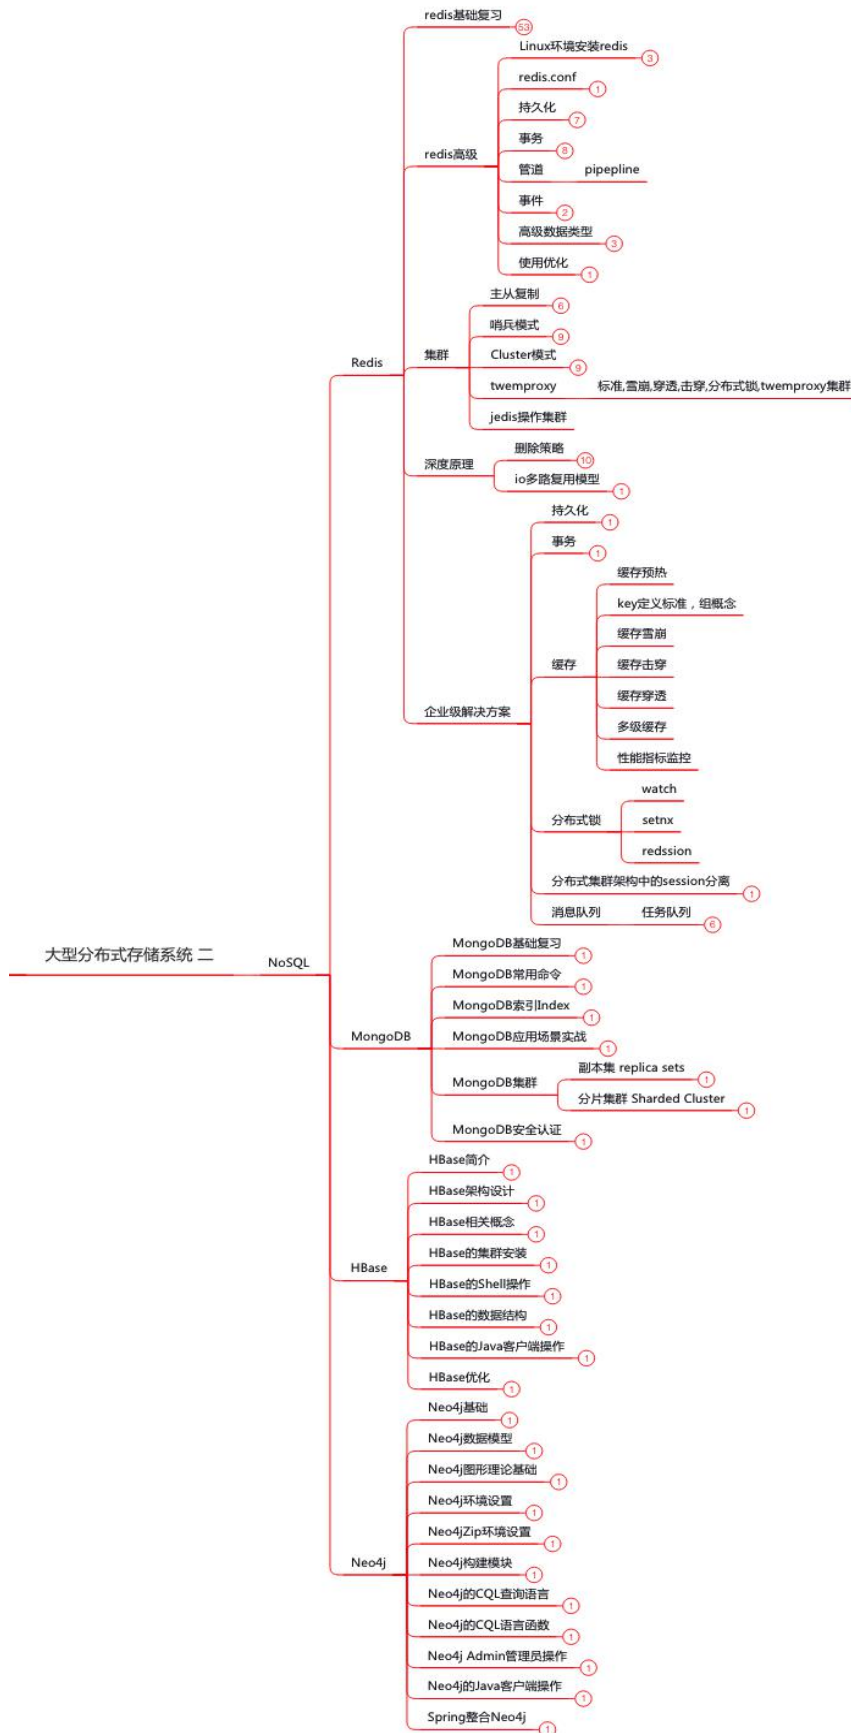 redis基础复习
53
Linux环境安装redis
3
redis.conf
1
持久化
7
事务
8
redis高级
管道
pipepline
事件
2
高级数据类型
3
使用优化
1
主从复制
6
哨兵模式
9
集群
Cluster模式
9
Redis
twemproxy
标准,雪崩,穿透,击穿,分布式锁,twemproxy集群
jedis操作集群
删除策略
10
深度原理
io多路复用模型
1
持久化
1
事务
1
缓存预热
key定义标准，组概念
缓存雪崩
缓存
缓存击穿
缓存穿透
企业级解决方案
多级缓存
性能指标监控
watch
分布式锁
setnx
redssion
分布式集群架构中的session分离
1
消息队列
任务队列
6
大型分布式存储系统 二
NoSQL
MongoDB基础复习
1
MongoDB常用命令
1
MongoDB索引Index
1
MongoDB
MongoDB应用场景实战
1
MongoDB集群
副本集 replica sets
1
分片集群 Sharded Cluster
1
MongoDB安全认证
1
HBase简介
1
HBase架构设计
1
HBase相关概念
1
HBase的集群安装
1
HBase
HBase的Shell操作
1
HBase的数据结构
1
HBase的Java客户端操作
1
HBase优化
1
Neo4j基础
1
Neo4j数据模型
1
Neo4j图形理论基础
1
Neo4j环境设置
1
Neo4jZip环境设置
1
Neo4j
Neo4j构建模块
1
Neo4j的CQL查询语言
1
Neo4j的CQL语言函数
1
Neo4j Admin管理员操作
1
Neo4j的Java客户端操作
1
Spring整合Neo4j
1